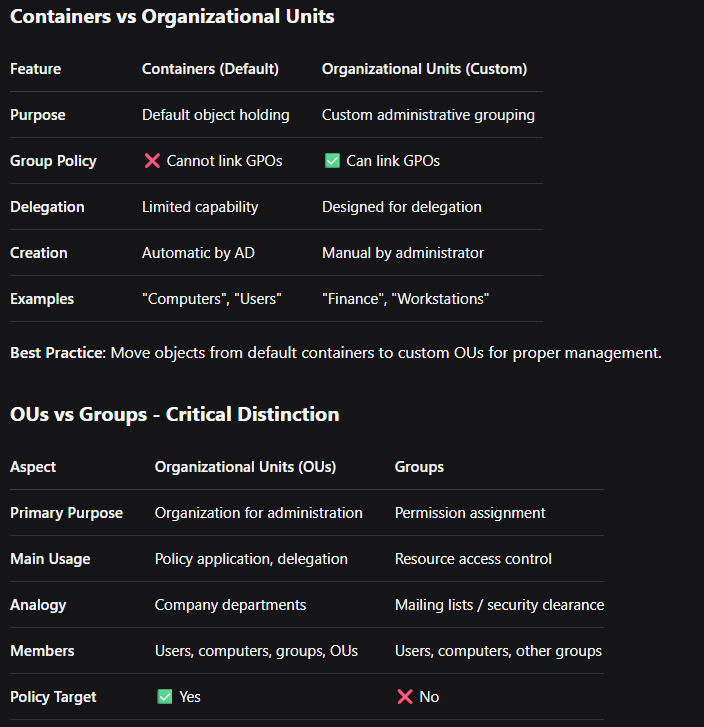 Containers vs Organizational Units
Feature Containers (Default) Organizational Units (Custom)
Purpose Default object holding Custom administrative grouping
Group Policy ❌ Cannot link GPOs ✅ Can link GPOs
Delegation Limited capability Designed for delegation
Creation Automatic by AD Manual by administrator
Examples "Computers", "Users" "Finance", "Workstations"
Best Practice: Move objects from default containers to custom OUs for proper management.
OUs vs Groups - Critical Distinction
Aspect Organizational Units (OUs) Groups
Primary Purpose Organization for administration Permission assignment
Main Usage Policy application, delegation Resource access control
Analogy Company departments Mailing lists / security clearance
Members Users, computers, groups, OUs Users, computers, other groups
Policy Target ✅ Yes ❌ No